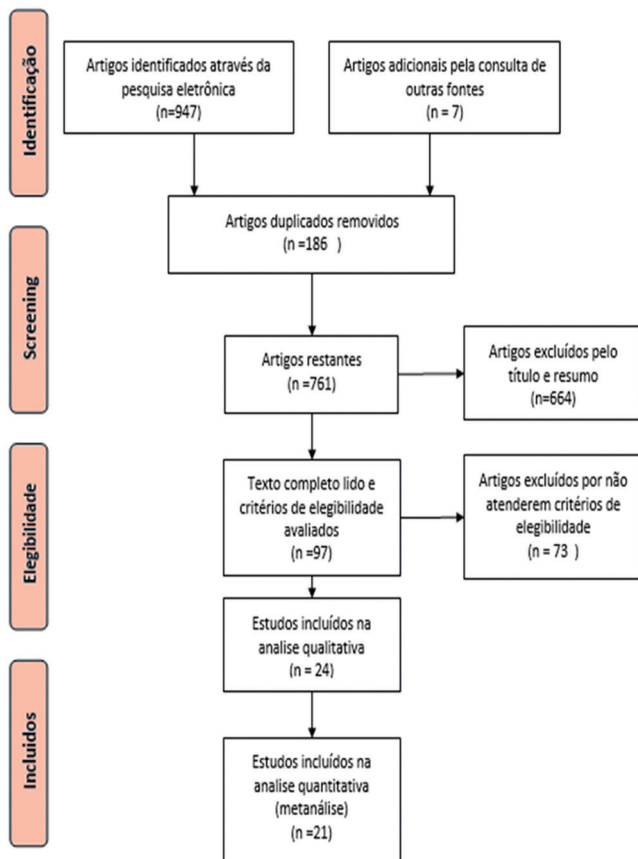 Identificação
Artigos identificados através da
pesquisa eletrônica
(n=947)
Artigos adicionais pela consulta de
outras fontes
(n = 7)
Artigos duplicados removidos
(n =186   )
Screening
Artigos restantes
(n =761)
Artigos excluídos pelo
título e resumo
(n=664)
Elegibilidade
Texto completo lido e
critérios de elegibilidade
avaliados
(n =97)
Artigos excluídos por não
atenderem critérios de
elegibilidade
(n = 73   )
Estudos incluídos na
analise qualitativa
(n = 24)
Incluidos
Estudos incluídos na
analise quantitativa
(metanálise)
(n =21)